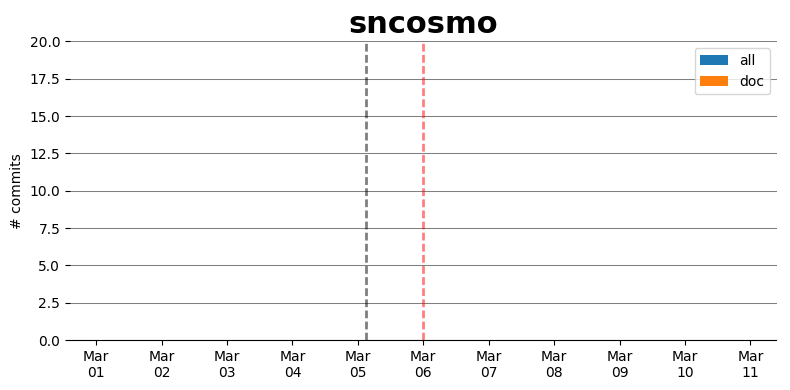 sncosmo
20.0
17.5
15.0
12.5
10.0
7.5
5.0
2.5
0.0
# commits
all
doc
Mar 01
Mar 02
Mar 03
Mar 04
Mar 05
Mar 06
Mar 07
Mar 08
Mar 09
Mar 10
Mar 11